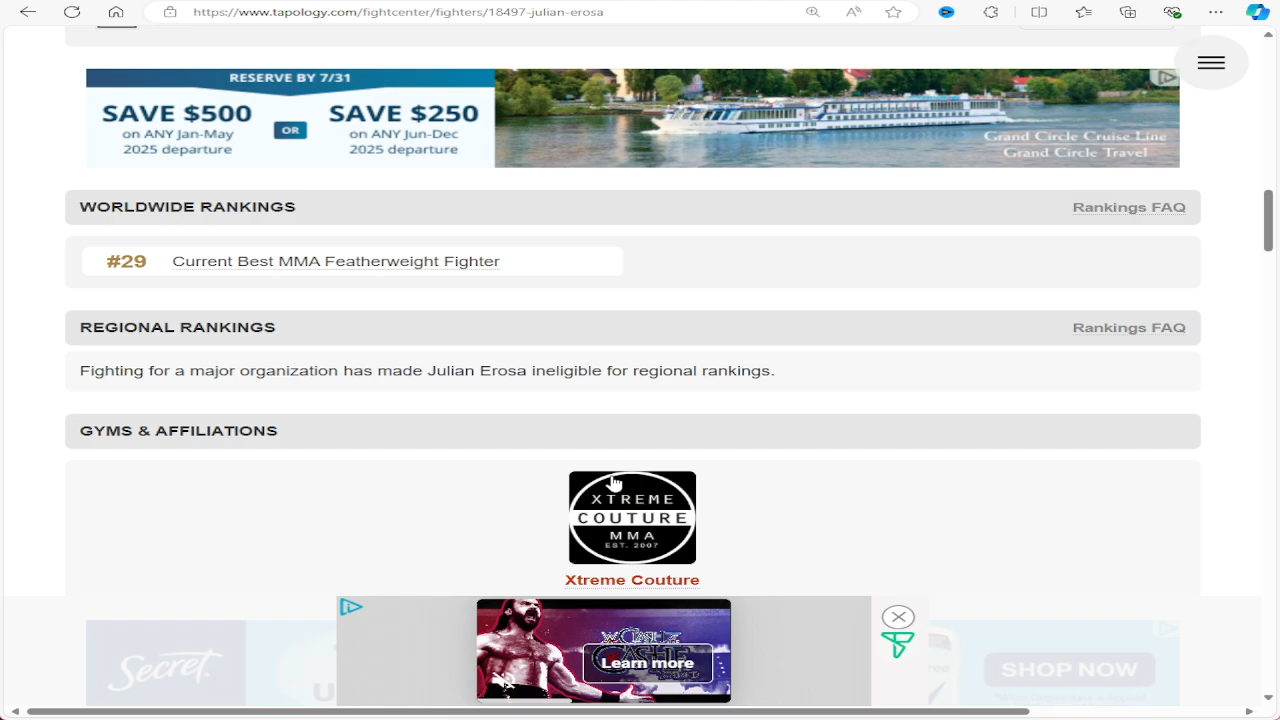 https://www.tapology.com/fightcenter/fighters/18497-julian-erosa
RESERVE BY 7/31
SAVE $500
on ANY Jan-May
2025 departure
OR
SAVE $250
on ANY Jun-Dec
2025 departure
Grand Circle Cruise Line
Grand Circle Travel
WORLDWIDE RANKINGS
Rankings FAQ
#29 Current Best MMA Featherweight Fighter
REGIONAL RANKINGS
Rankings FAQ
Fighting for a major organization has made Julian Erosa ineligible for regional rankings.
GYMS & AFFILIATIONS
XTREME
COUTURE
MMA
EST. 2007
Xtreme Couture
Secret.
Learn more
SHOP NOW